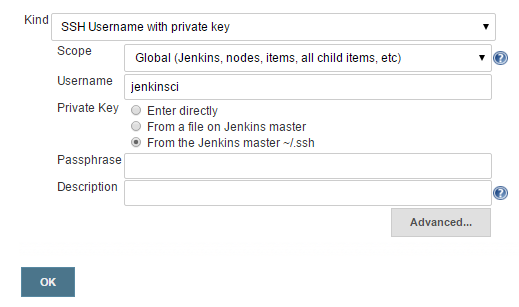 Kind SSH Username with private key
Scope Global (Jenkins, nodes, items, all child items, etc)
Username jenkinsci
Private Key Enter directly
From a file on Jenkins master
From the Jenkins master ~/.ssh
Passphrase
Description
Advanced...
OK